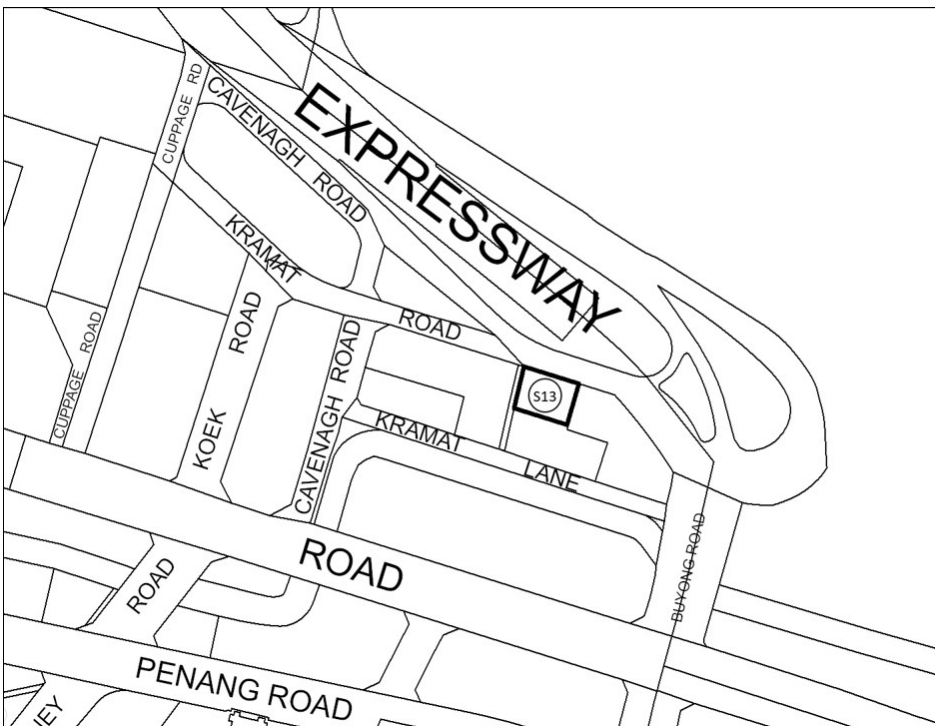 CUPPAGE RD
CAVENAGH ROAD
EXPRESSWAY
KRAMAT
ROAD
KOEK ROAD
CAVENAGH ROAD
CUPPAGE ROAD
S13
KRAMAT
LANE
ROAD
BUYONG ROAD
ROAD
PENANG ROAD
EY